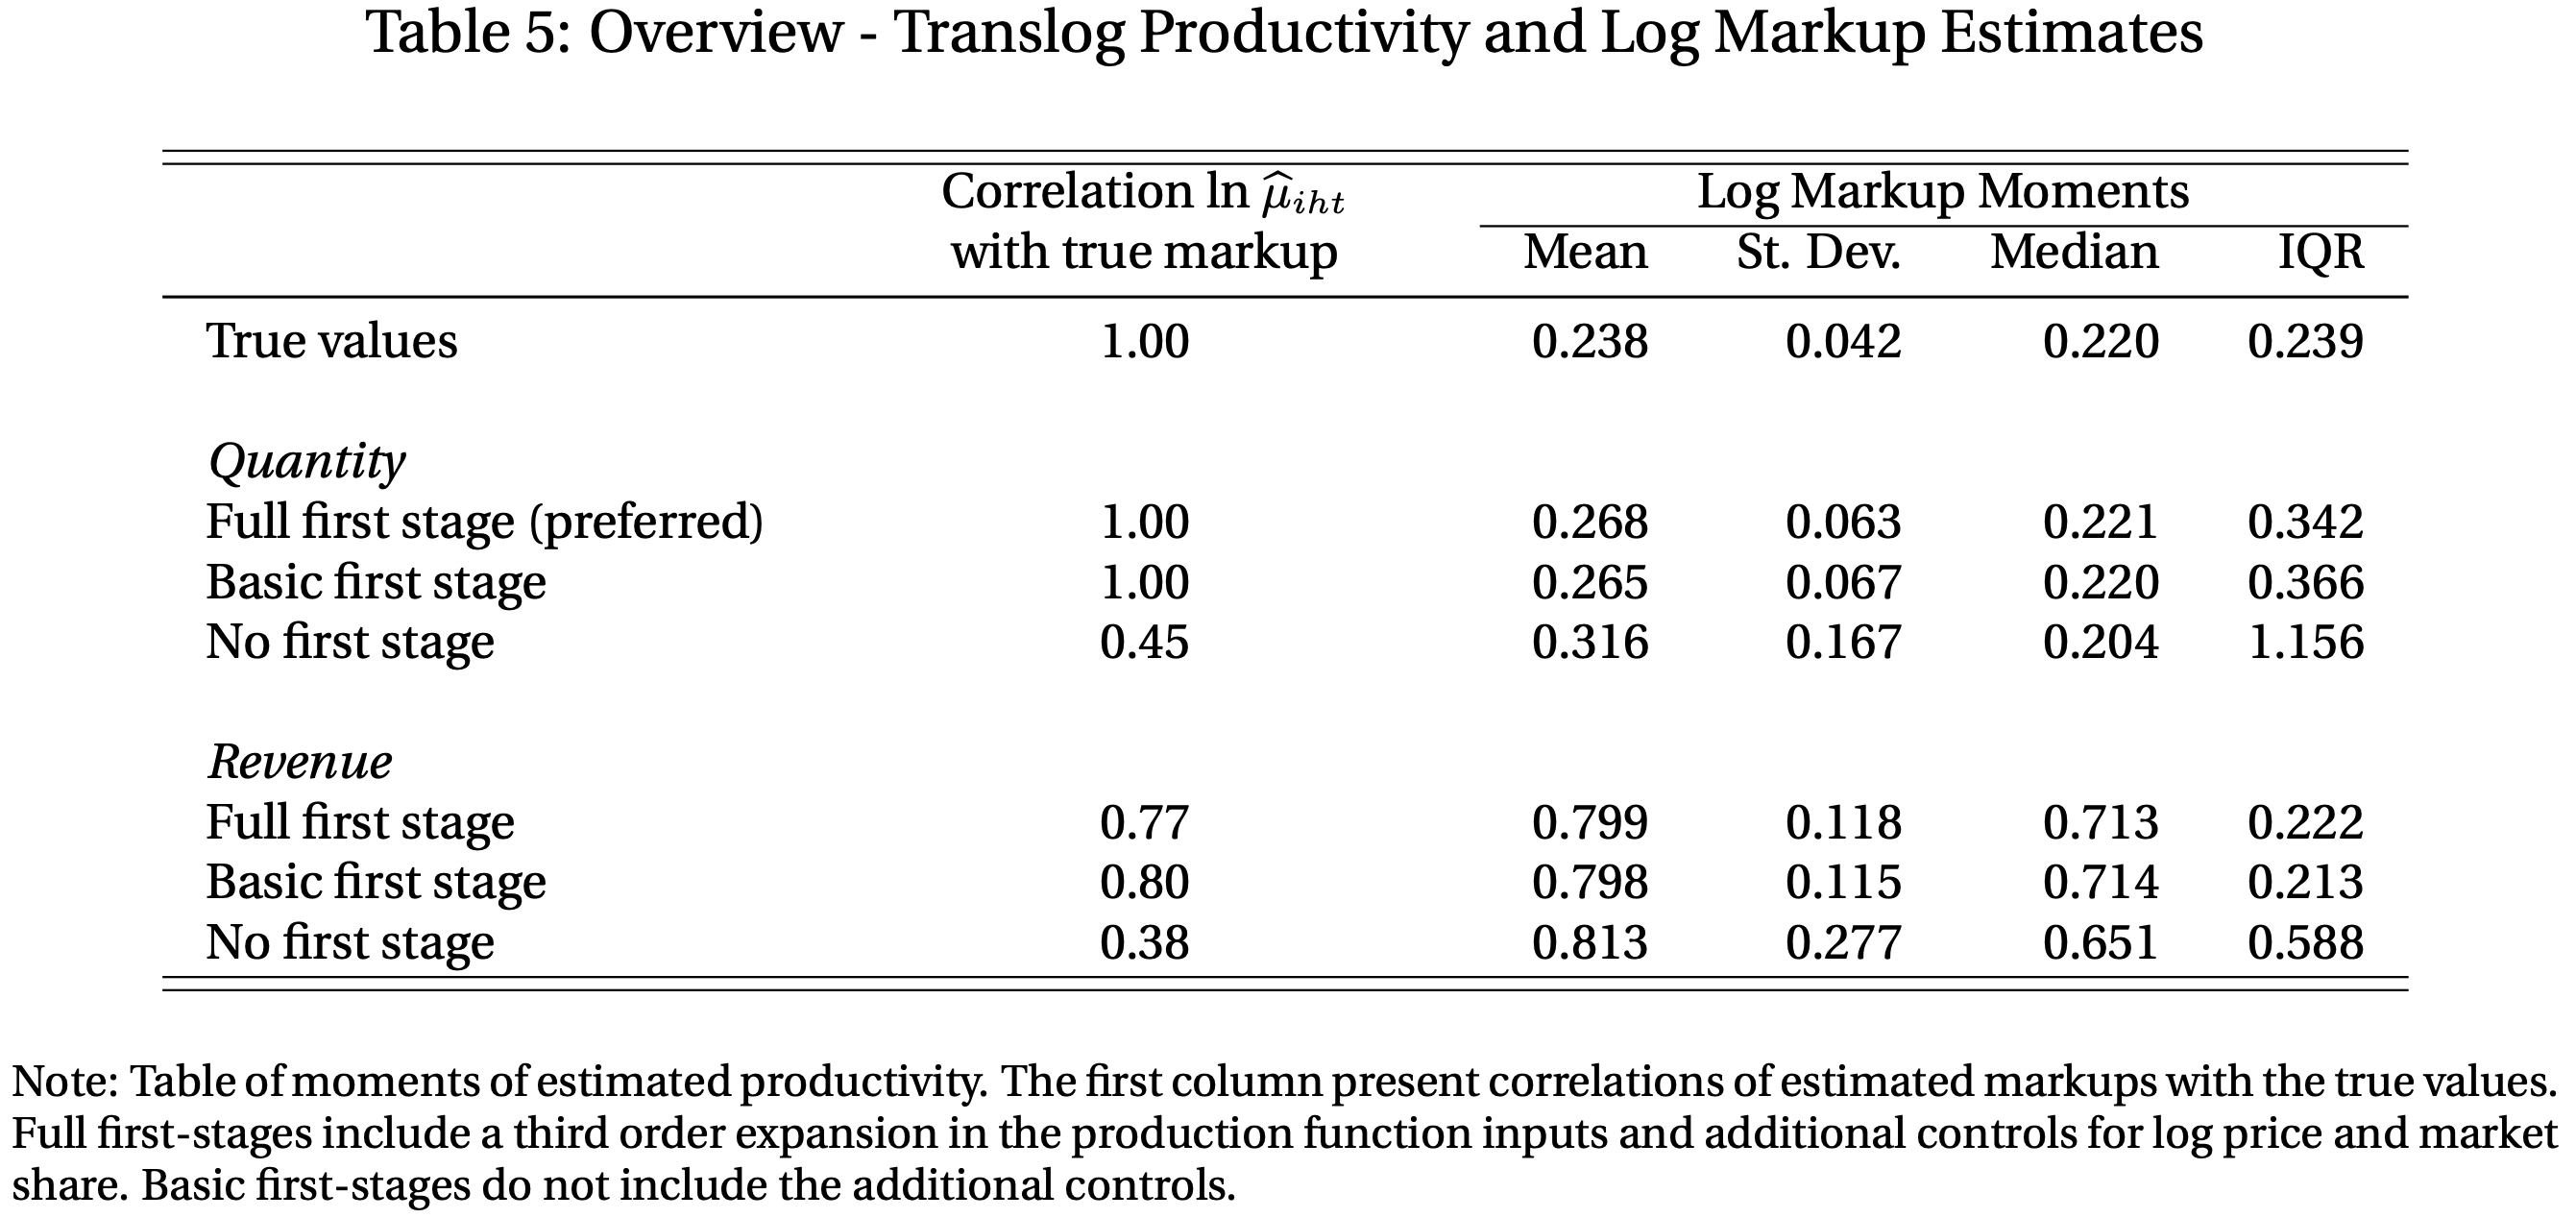 Table 5: Overview - Translog Productivity and Log Markup Estimates
Correlation ln μ̂_iht Log Markup Moments
with true markup Mean St. Dev. Median IQR
True values 1.00 0.238 0.042 0.220 0.239
Quantity
Full first stage (preferred) 1.00 0.268 0.063 0.221 0.342
Basic first stage 1.00 0.265 0.067 0.220 0.366
No first stage 0.45 0.316 0.167 0.204 1.156
Revenue
Full first stage 0.77 0.799 0.118 0.713 0.222
Basic first stage 0.80 0.798 0.115 0.714 0.213
No first stage 0.38 0.813 0.277 0.651 0.588
Note: Table of moments of estimated productivity. The first column present correlations of estimated markups with the true values.
Full first-stages include a third order expansion in the production function inputs and additional controls for log price and market
share. Basic first-stages do not include the additional controls.